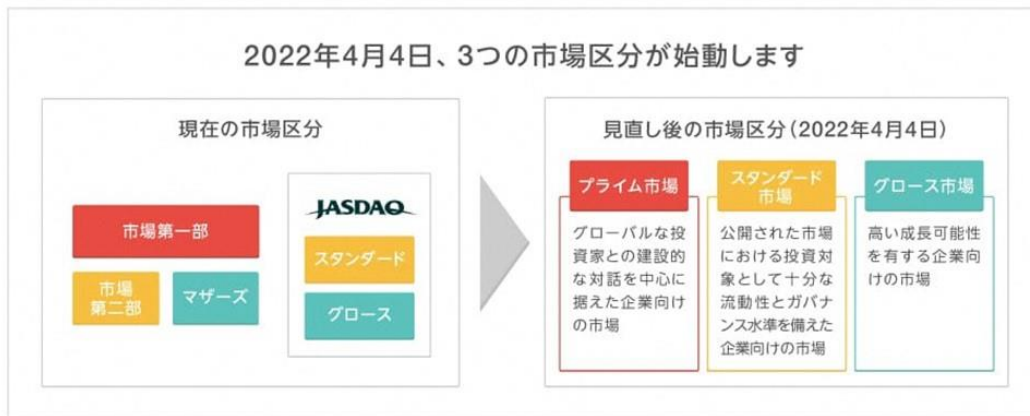 2022年4月4日、3つの市場区分が始動します
現在の市場区分
市場第一部
市場
第二部
マザーズ
JASDAQ
スタンダード
グロース
見直し後の市場区分(2022年4月4日)
プライム市場
グローバルな投
資家との建設的
な対話を中心に
据えた企業向け
の市場
スタンダード
市場
公開された市場
における投資対
象として十分な
流動性とガバナ
ンス水準を備えた
企業向けの市場
グロース市場
高い成長可能性
を有する企業向
けの市場